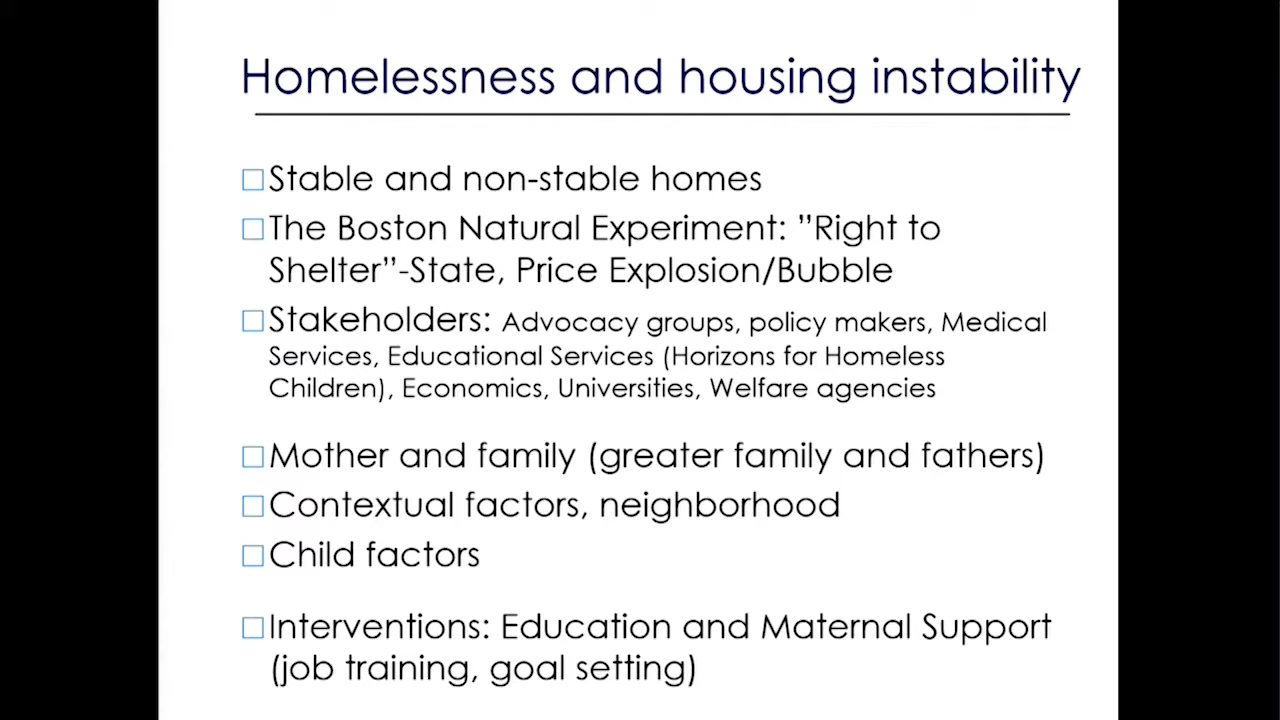 Homelessness and housing instability
Stable and non-stable homes
The Boston Natural Experiment: ”Right to
Shelter”-State, Price Explosion/Bubble
Stakeholders: Advocacy groups, policy makers, Medical
Services, Educational Services (Horizons for Homeless
Children), Economics, Universities, Welfare agencies
Mother and family (greater family and fathers)
Contextual factors, neighborhood
Child factors
Interventions: Education and Maternal Support
(job training, goal setting)